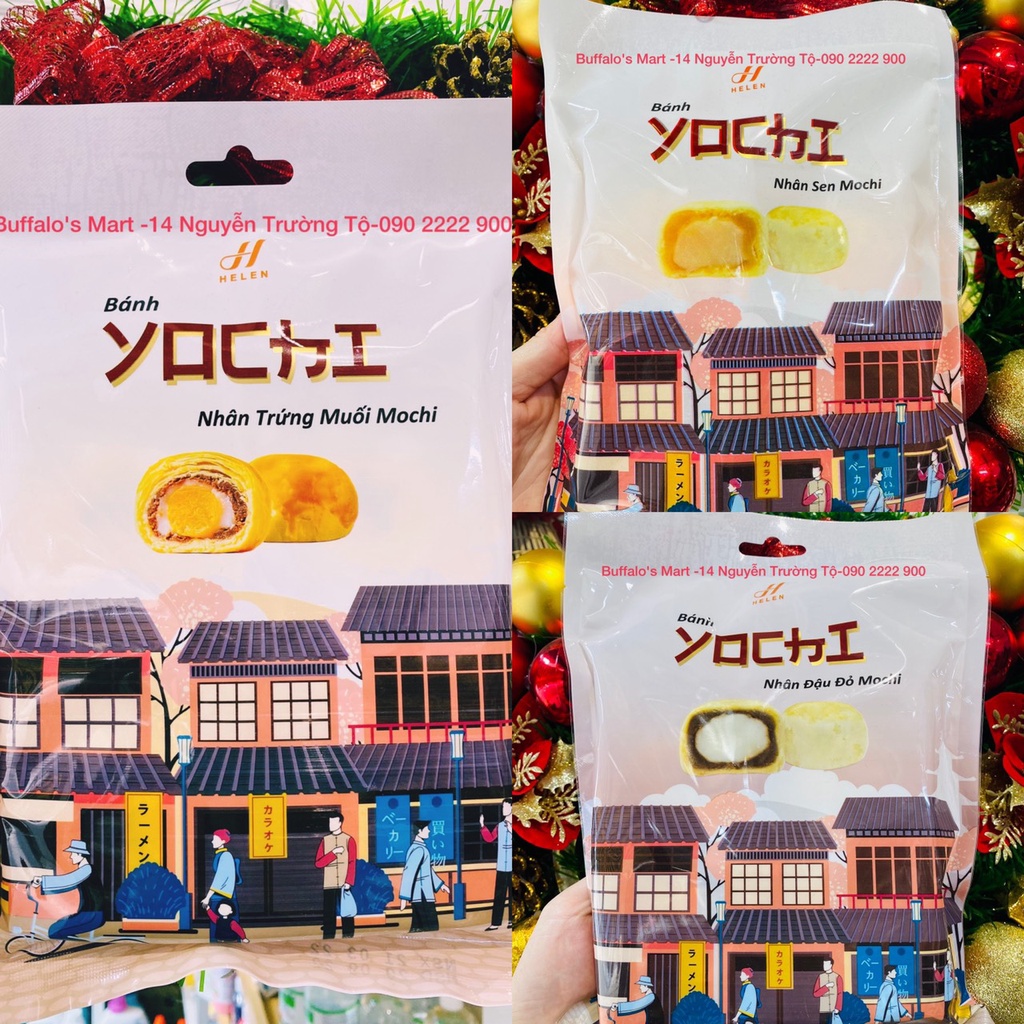 Buffalo's Mart -14 Nguyễn Trường Tộ-090 2222 900
H
HELEN
Bánh
YOCHI
Nhân Trứng Muối Mochi
ラーメン
カラオケ
ベーカリー
買い物
Buffalo's Mart -14 Nguyễn Trường Tộ-090 2222 900
H
HELEN
Bánh
YOCHI
Nhân Sen Mochi
ラーメン
カラオケ
ベーカリー
買い物
Buffalo's Mart -14 Nguyễn Trường Tộ-090 2222 900
H
HELEN
Bánh
YOCHI
Nhân Đậu Đỏ Mochi
ラーメン
カラオケ
ベーカリー
買い物